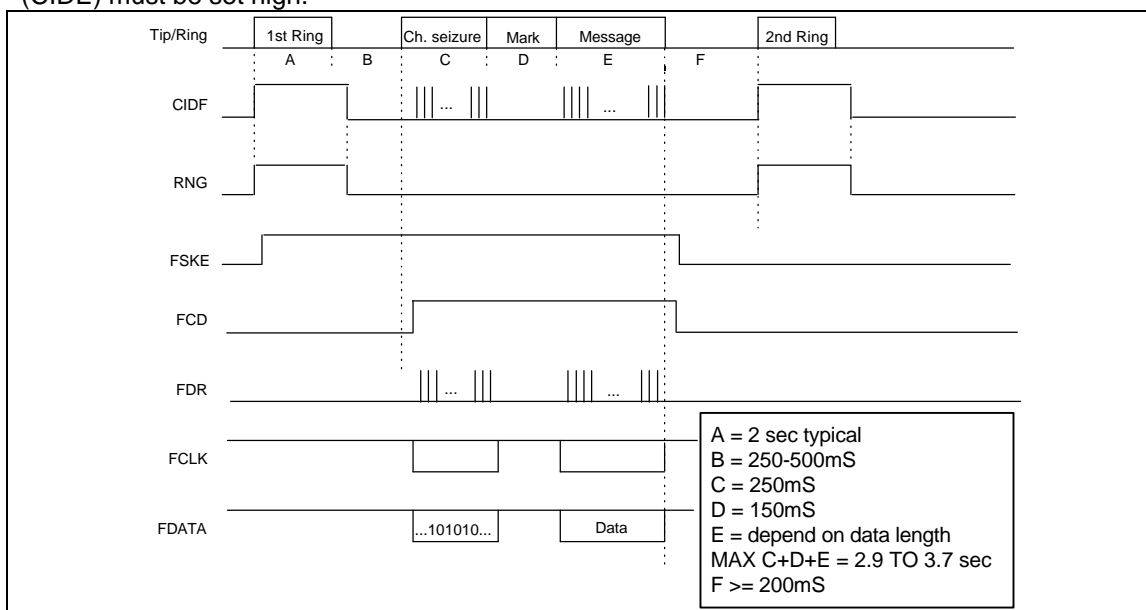 (CIDE) must be set high.
Tip/Ring 1st Ring Ch. seizure Mark Message 2nd Ring
A B C D E F
CIDF ... ...
RNG
FSKE
FCD
FDR ... ...
FCLK
FDATA ...101010... Data
A = 2 sec typical
B = 250-500mS
C = 250mS
D = 150mS
E = depend on data length
MAX C+D+E = 2.9 TO 3.7 sec
F >= 200mS